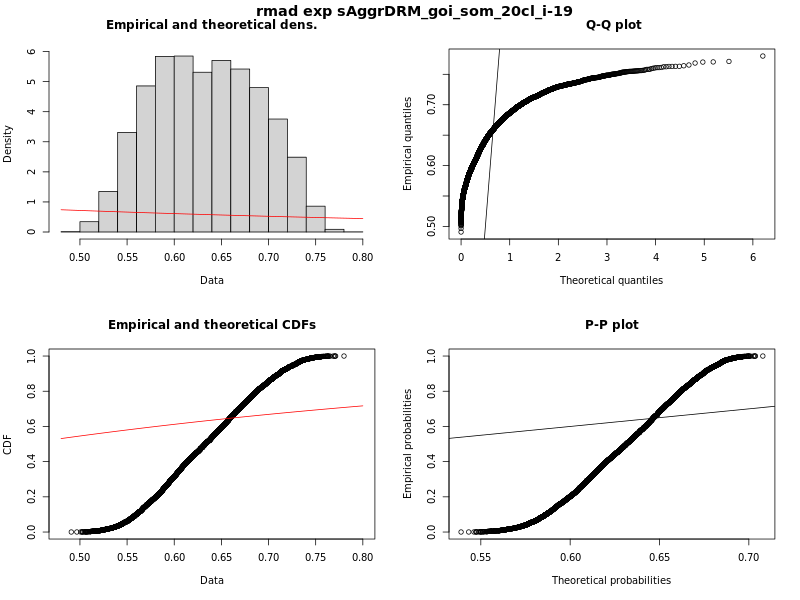 rmad exp sAggrDRM_goi_som_20cl_i-19
Empirical and theoretical dens.
Density
0 1 2 3 4 5 6
0.50 0.55 0.60 0.65 0.70 0.75 0.80
Data
Q-Q plot
Empirical quantiles
0.50 0.60 0.70
0 1 2 3 4 5 6
Theoretical quantiles
Empirical and theoretical CDFs
CDF
0.0 0.2 0.4 0.6 0.8 1.0
0.50 0.55 0.60 0.65 0.70 0.75 0.80
Data
P-P plot
Empirical probabilities
0.0 0.2 0.4 0.6 0.8 1.0
0.55 0.60 0.65 0.70
Theoretical probabilities